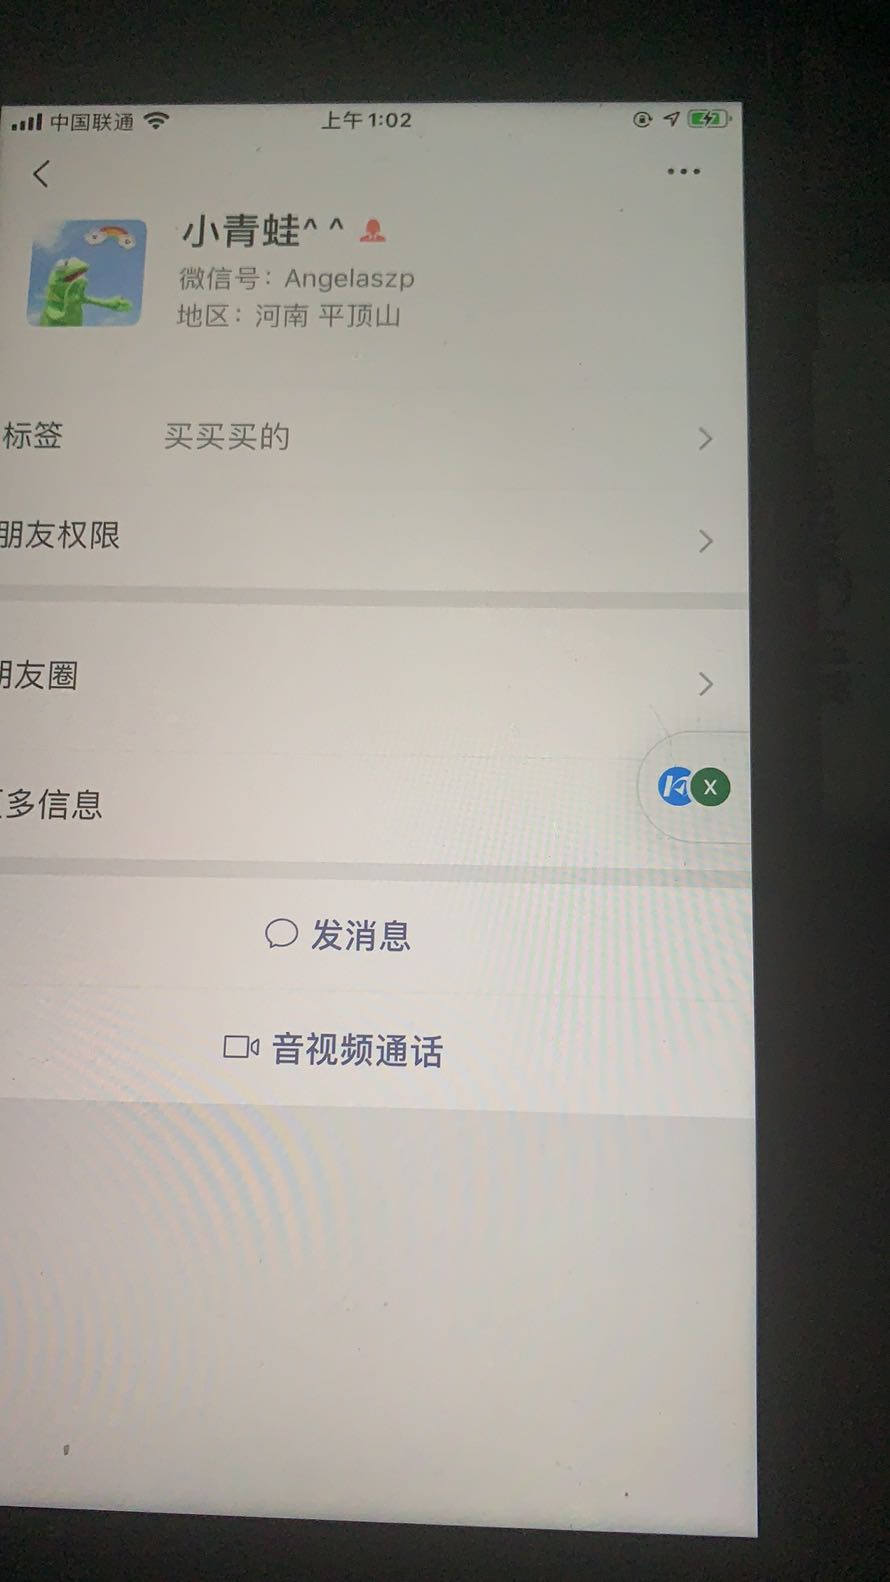 中国联通
上午1:02
小青蛙^ ^
微信号：Angelaszp
地区：河南 平顶山
标签 买买买的
朋友权限
朋友圈
多信息
发消息
音视频通话